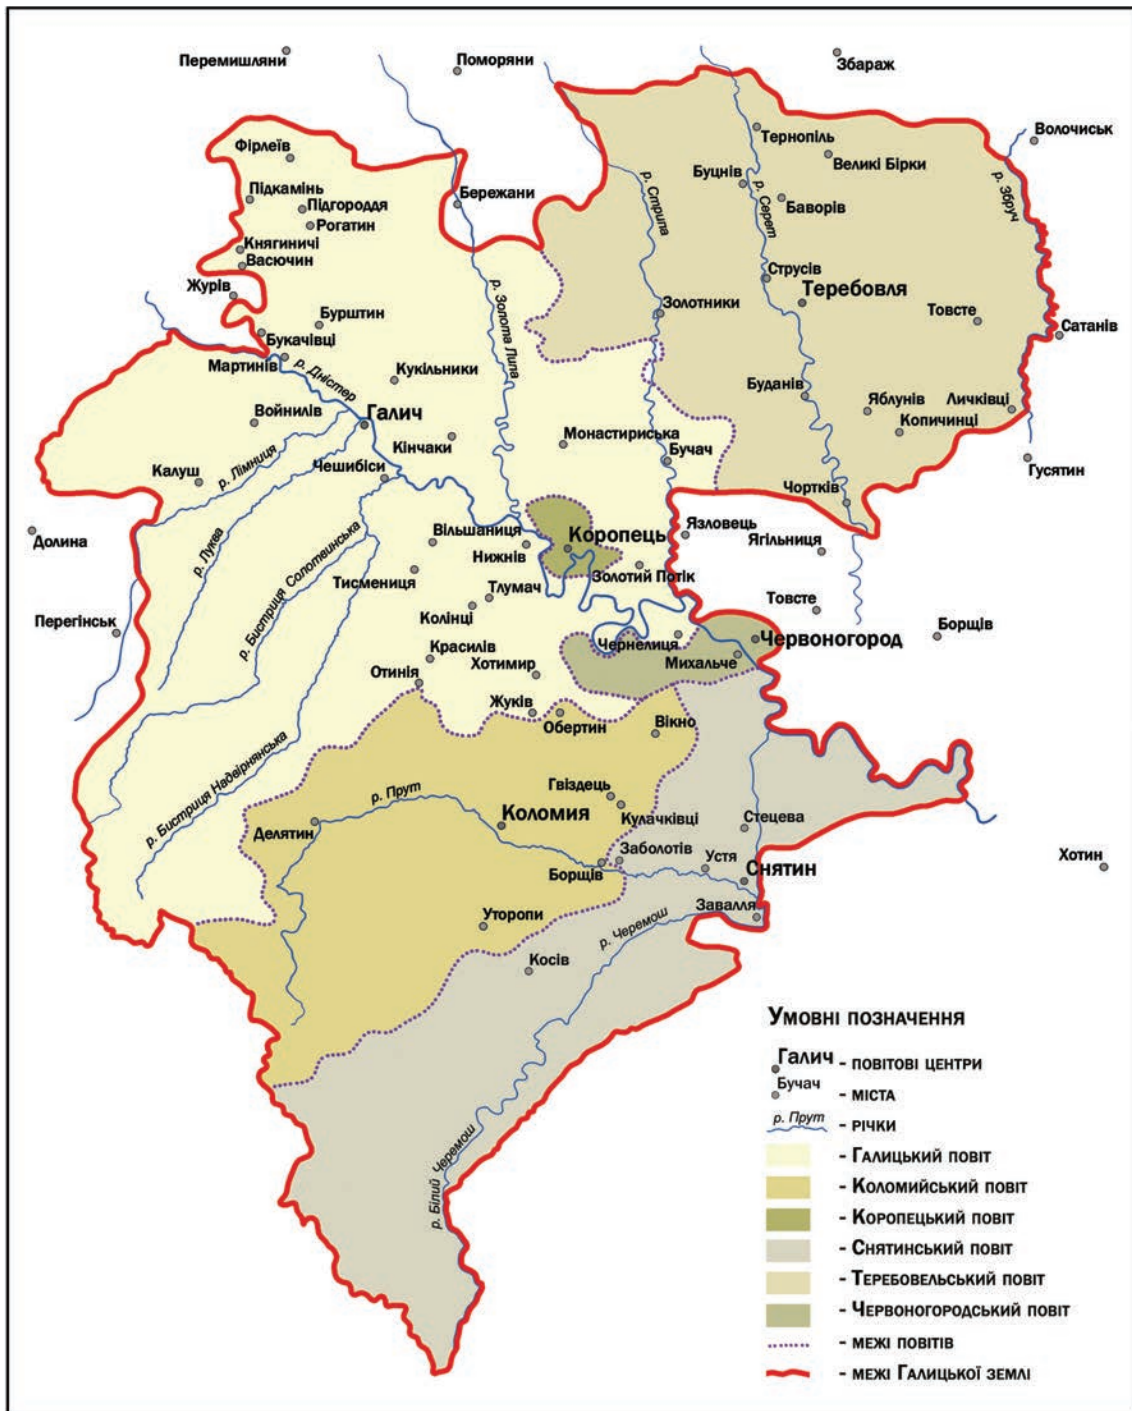 Перемишляни
Поморяни
Збараж
Фірлеїв
Тернопіль
Волочиськ
Великі Бірки
Підкамінь
Підгороддя
Бережани
р. Стрипа
Буцнів
р. Серет
Баворів
р. Збруч
Рогатин
Княгиничі
Васючин
Журів
р. Золота Липа
Струсів
Теребовля
Золотники
Товсте
Сатанів
Бурштин
Букачівці
Мартинів
р. Дністер
Кукільники
Буданів
Яблунів
Личківці
Копичинці
Войнилів
Галич
Кінчаки
Монастириська
Бучач
Гусятин
Калуш
р. Лімниця
Чешибіси
Чортків
Долина
р. Луква
р. Бистриця Солотвинська
Вільшаниця
Нижнів
Коропець
Язловець
Ягільниця
Тисмениця
Тлумач
Золотий Потік
Колінці
Товсте
Перегінськ
Борщів
Червоногород
Чернелиця
Михальче
Красилів
Хотимир
Отинія
Жуків
Обертин
Вікно
р. Бистриця Надвірнянська
р. Прут
Гвіздець
Коломия
Кулачківці
Стецева
Делятин
Заболотів
Борщів
Устя
Снятин
Хотин
Завалля
Уторопи
р. Черемош
Косів
р. Білий Черемош
Умовні позначення
Галич - повітові центри
Бучач - міста
р. Прут - річки
- Галицький повіт
- Коломийський повіт
- Коропецький повіт
- Снятинський повіт
- Теребовельський повіт
- Червоногородський повіт
- межі повітів
- межі Галицької землі